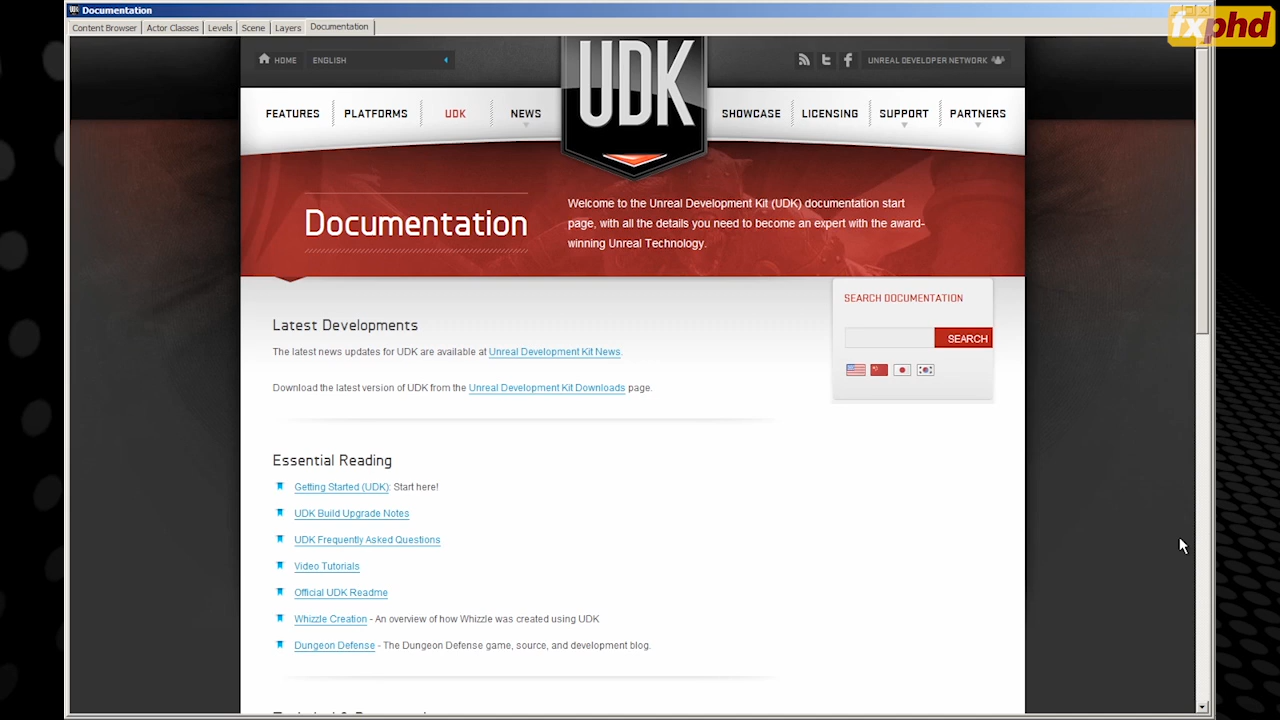 Documentation
fxphd
Content Browser Actor Classes Levels Scene Layers Documentation
HOME ENGLISH UNREAL DEVELOPER NETWORK
UDK
FEATURES PLATFORMS UDK NEWS SHOWCASE LICENSING SUPPORT PARTNERS
Documentation
Welcome to the Unreal Development Kit (UDK) documentation start
page, with all the details you need to become an expert with the award-
winning Unreal Technology.
SEARCH DOCUMENTATION
SEARCH
Latest Developments
The latest news updates for UDK are available at Unreal Development Kit News.
Download the latest version of UDK from the Unreal Development Kit Downloads page.
Essential Reading
Getting Started (UDK): Start here!
UDK Build Upgrade Notes
UDK Frequently Asked Questions
Video Tutorials
Official UDK Readme
Whizzle Creation - An overview of how Whizzle was created using UDK
Dungeon Defense - The Dungeon Defense game, source, and development blog.